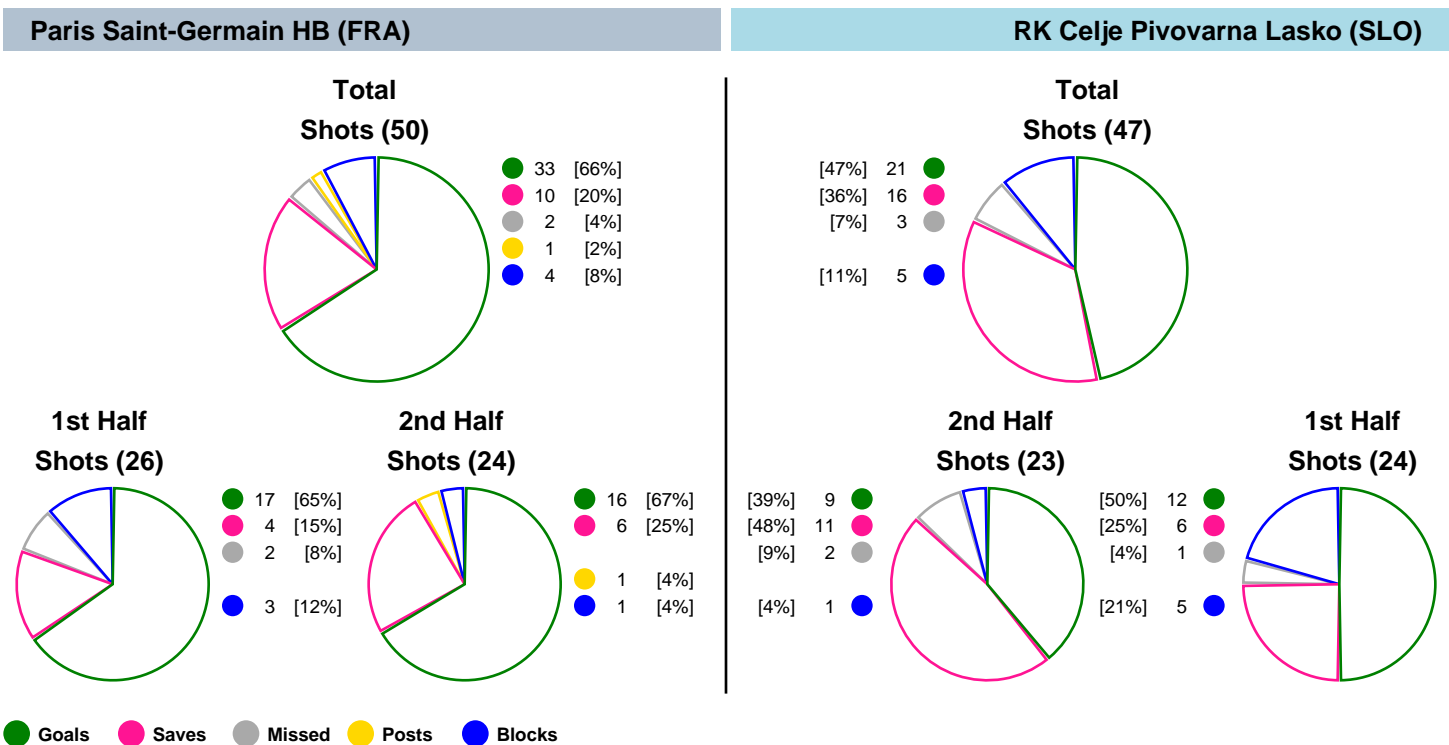 Paris Saint-Germain HB (FRA)
RK Celje Pivovarna Lasko (SLO)
Total
Shots (50)
33 [66%]
10 [20%]
2 [4%]
1 [2%]
4 [8%]
Total
Shots (47)
[47%] 21
[36%] 16
[7%] 3
[11%] 5
1st Half
Shots (26)
17 [65%]
4 [15%]
2 [8%]
3 [12%]
2nd Half
Shots (24)
16 [67%]
6 [25%]
1 [4%]
1 [4%]
2nd Half
Shots (23)
[39%] 9
[48%] 11
[9%] 2
[4%] 1
1st Half
Shots (24)
[50%] 12
[25%] 6
[4%] 1
[21%] 5
Goals Saves Missed Posts Blocks